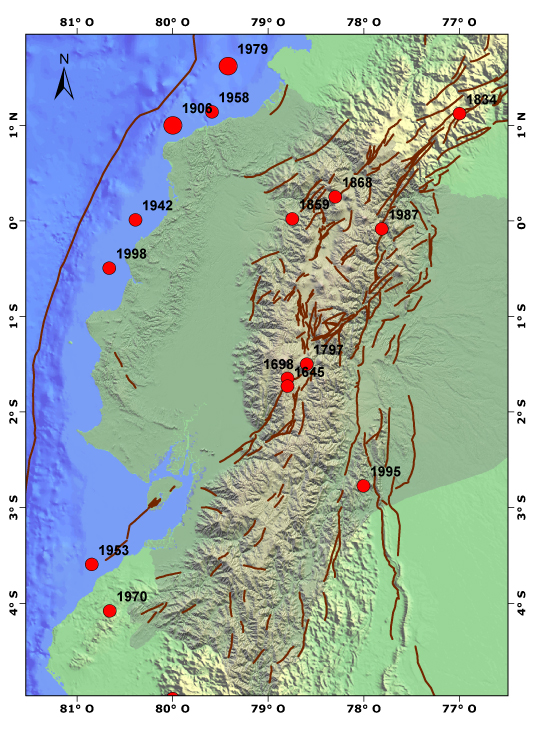 81° O 80° O 79° O 78° O 77° O
N
1979
1958
1906
1834
1° N 1° N
1868
1942
1869
1987
0° 0°
1998
1° S 1° S
1797
1698
1645
2° S 2° S
1995
3° S 3° S
1953
1970
4° S 4° S
81° O 80° O 79° O 78° O 77° O